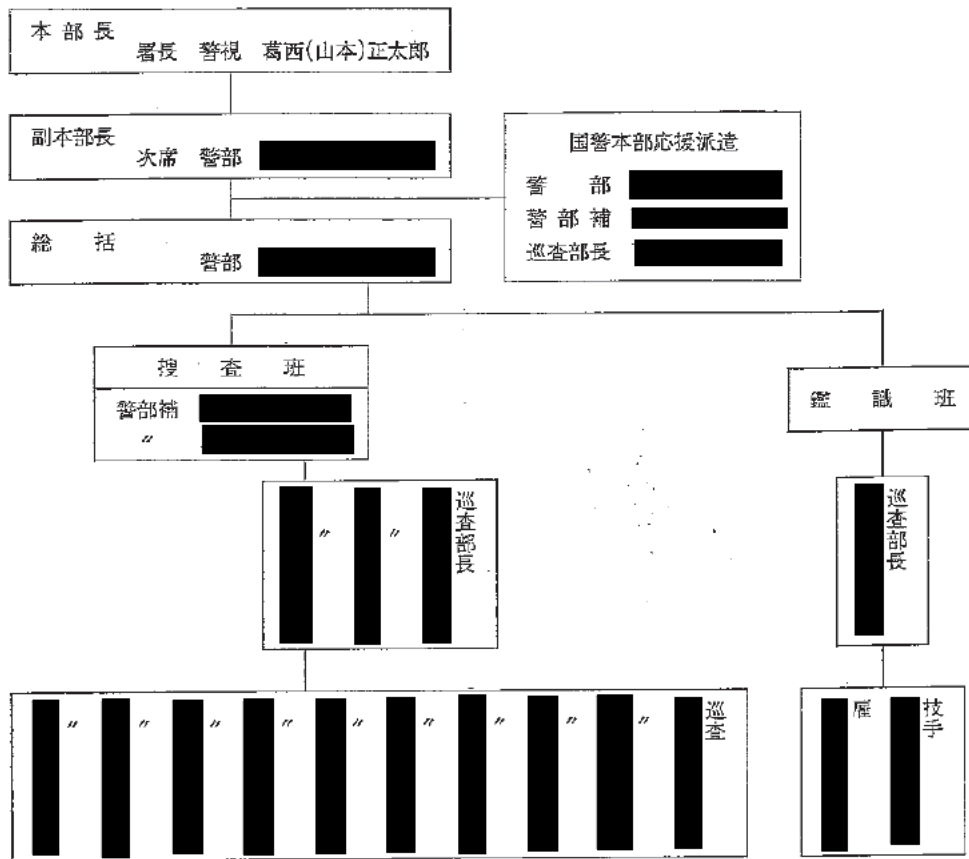 本部長
署長 警視 葛西(山本)正太郎
副本部長
次席 警部
国警本部応援派遣
警部
警部補
巡査部長
総括
警部
捜査班
警部補
〃
鑑識班
巡査部長
〃
〃
巡査部長
巡査
〃
〃
〃
〃
〃
〃
〃
〃
〃
技手
雇